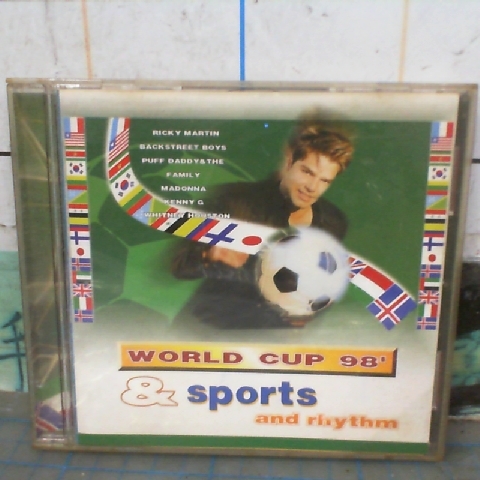 RICKY MARTIN
BACKSTREET BOYS
PUFF DADDY&THE
FAMILY
MADONNA
KENNY G
WHITNEY HOUSTON
WORLD CUP 98'
& sports
and rhythm